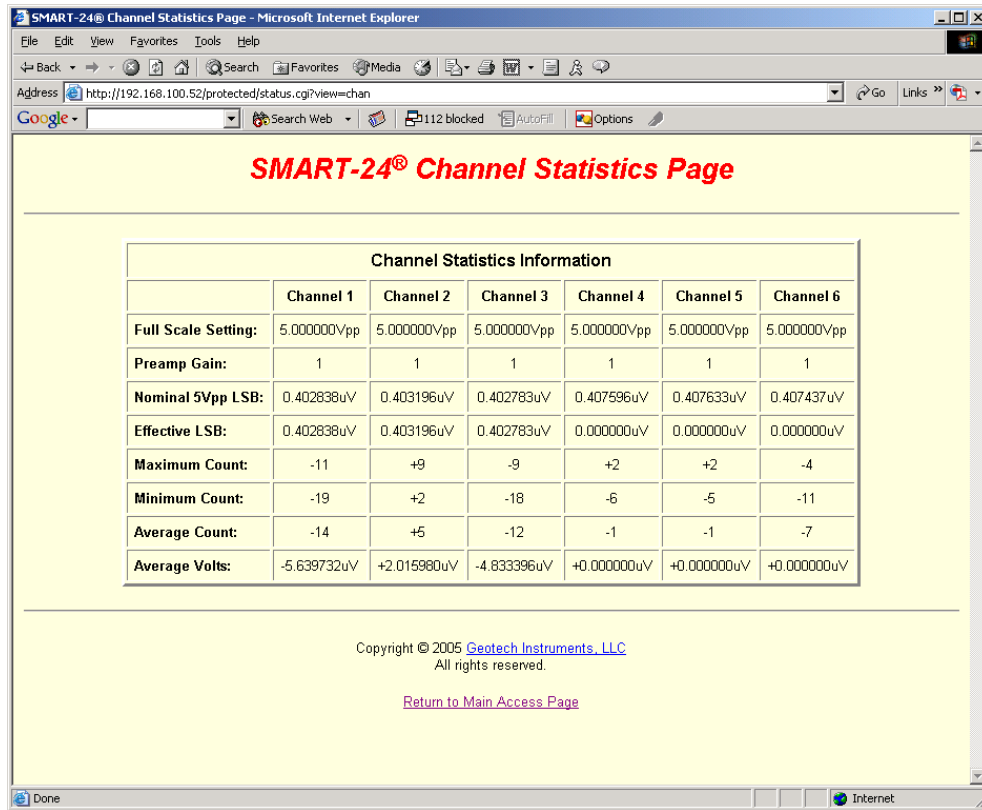 SMART-24® Channel Statistics Page - Microsoft Internet Explorer
File Edit View Favorites Tools Help
Back Search Favorites Media
Address http://192.168.100.52/protected/status.cgi?view=chan Go Links »
Google Search Web 112 blocked AutoFill Options
SMART-24® Channel Statistics Page
Channel Statistics Information
Channel 1 Channel 2 Channel 3 Channel 4 Channel 5 Channel 6
Full Scale Setting: 5.000000Vpp 5.000000Vpp 5.000000Vpp 5.000000Vpp 5.000000Vpp 5.000000Vpp
Preamp Gain: 1 1 1 1 1 1
Nominal 5Vpp LSB: 0.402838uV 0.403196uV 0.402783uV 0.407596uV 0.407633uV 0.407437uV
Effective LSB: 0.402838uV 0.403196uV 0.402783uV 0.000000uV 0.000000uV 0.000000uV
Maximum Count: -11 +9 -9 +2 +2 -4
Minimum Count: -19 +2 -18 -6 -5 -11
Average Count: -14 +5 -12 -1 -1 -7
Average Volts: -5.639732uV +2.015980uV -4.833396uV +0.000000uV +0.000000uV +0.000000uV
Copyright © 2005 Geotech Instruments, LLC
All rights reserved.
Return to Main Access Page
Done Internet